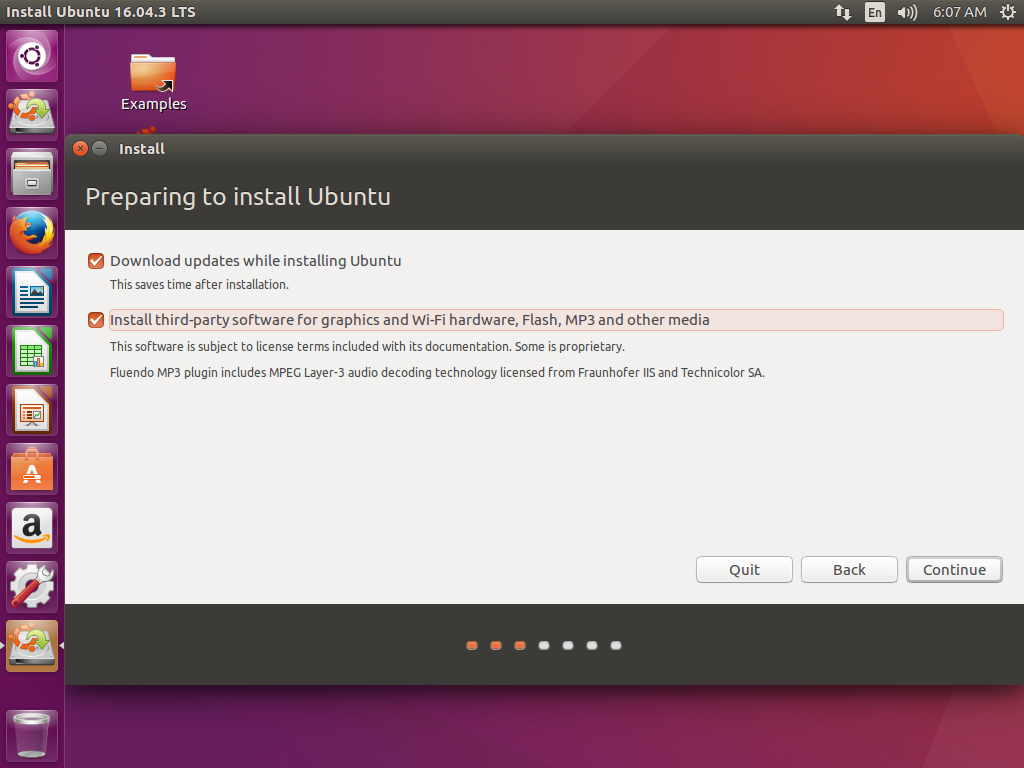 Install Ubuntu 16.04.3 LTS
En
6:07 AM
Examples
Install
Preparing to install Ubuntu
Download updates while installing Ubuntu
This saves time after installation.
Install third-party software for graphics and Wi-Fi hardware, Flash, MP3 and other media
This software is subject to license terms included with its documentation. Some is proprietary.
Fluendo MP3 plugin includes MPEG Layer-3 audio decoding technology licensed from Fraunhofer IIS and Technicolor SA.
Quit
Back
Continue